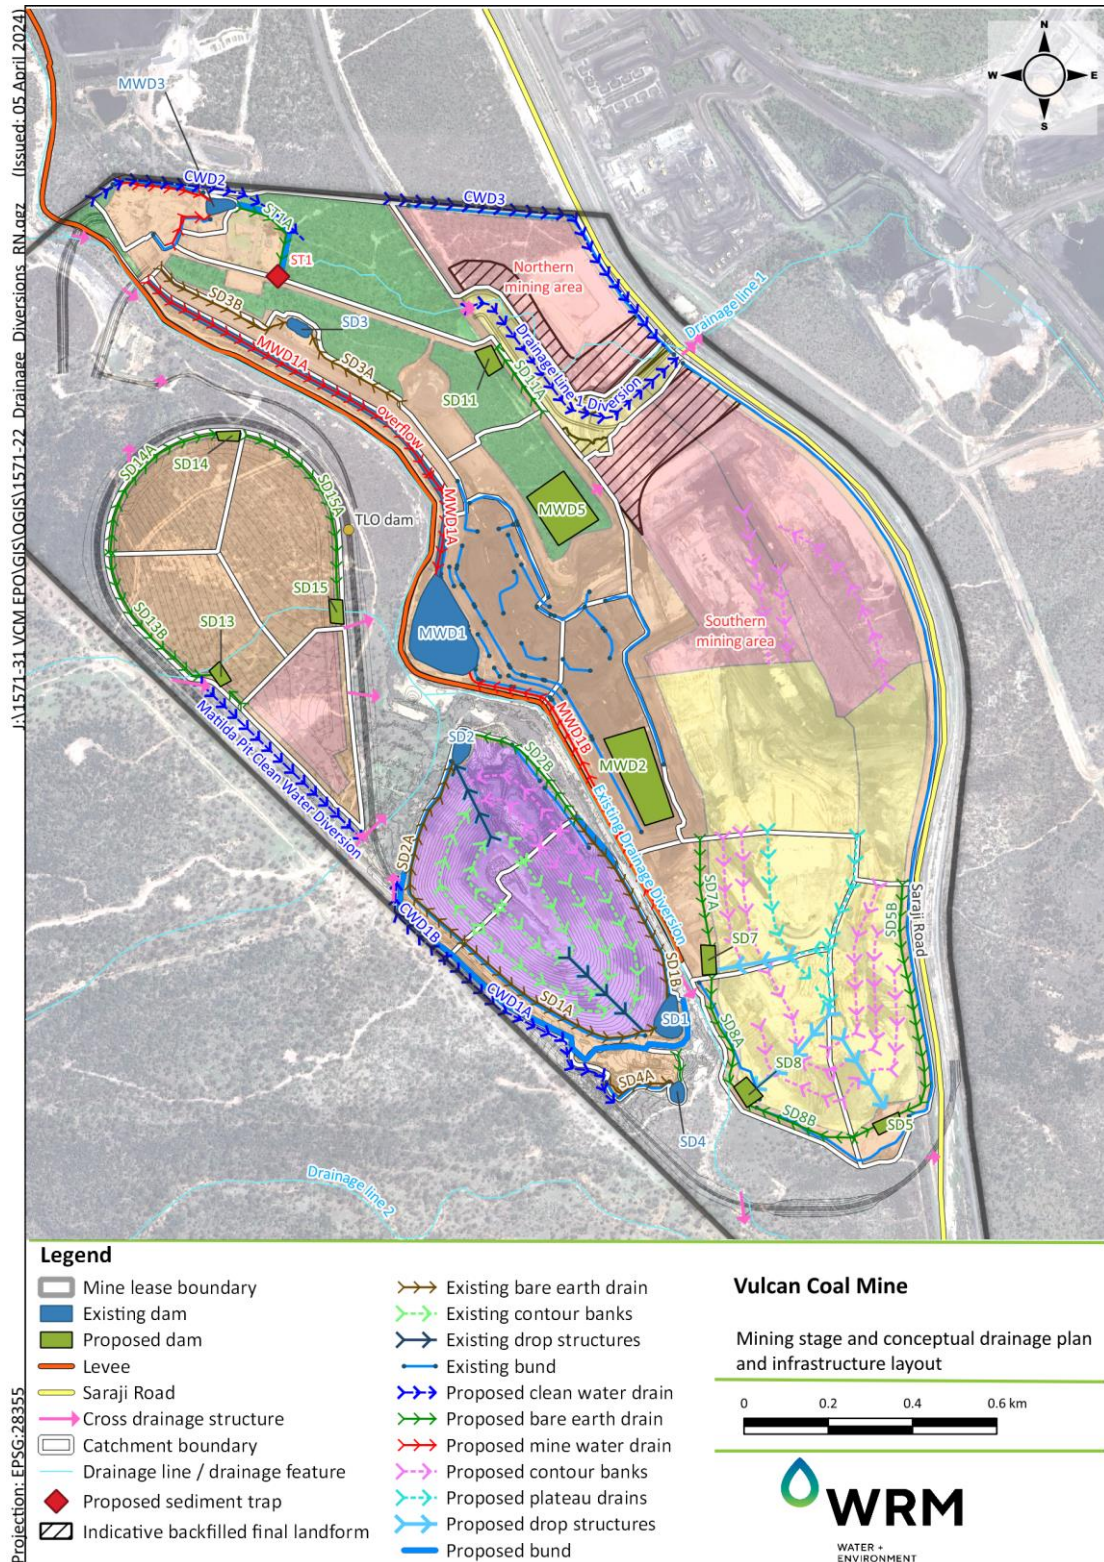 J:\1571-31 VCM EPO\GIS\QGIS\1571-22_Drainage_Diversions_RN.qgz (Issued: 05 April 2024)
Projection: EPSG:28355
N
W
E
S
MWD3
CWD2
CWD3
ST1A
ST1
Northern
mining area
Drainage line 1
SD3B
SD3
MWD1A
SD3A
overflow
SD11A
SD11
Drainage Line 1 Diversion
SD14A
SD14
SD15A
TLO dam
MWD1A
MWD5
SD15
SD13
SD13B
MWD1
Southern
mining area
Matilda Pit Clean Water Diversion
MWD1B
SD2
SD2B
MWD2
Existing Drainage Diversion
SD2A
SD7A
SD5B
Saraji Road
CWD1B
SD7
SD1B
SD1A
CWD1A
SD1
SD8A
SD4A
SD8
SD4
SD8B
SD5
Drainage line 2
Legend
Mine lease boundary
Existing dam
Proposed dam
Levee
Saraji Road
Cross drainage structure
Catchment boundary
Drainage line / drainage feature
Proposed sediment trap
Indicative backfilled final landform
Existing bare earth drain
Existing contour banks
Existing drop structures
Existing bund
Proposed clean water drain
Proposed bare earth drain
Proposed mine water drain
Proposed contour banks
Proposed plateau drains
Proposed drop structures
Proposed bund
Vulcan Coal Mine
Mining stage and conceptual drainage plan
and infrastructure layout
0 0.2 0.4 0.6 km
WRM
WATER +
ENVIRONMENT